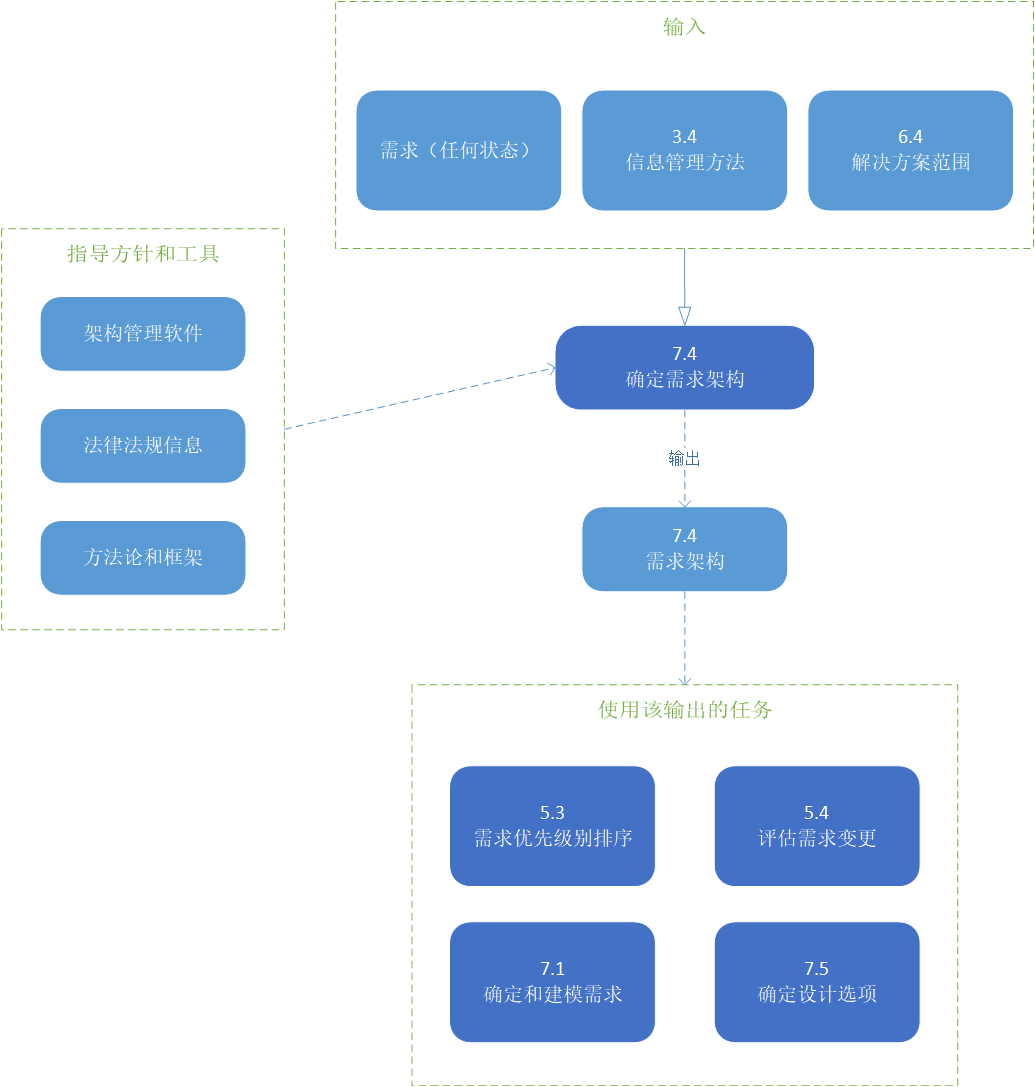 输入
需求（任何状态）
3.4
信息管理方法
6.4
解决方案范围
指导方针和工具
架构管理软件
法律法规信息
方法论和框架
7.4
确定需求架构
输出
7.4
需求架构
使用该输出的任务
5.3
需求优先级别排序
5.4
评估需求变更
7.1
确定和建模需求
7.5
确定设计选项